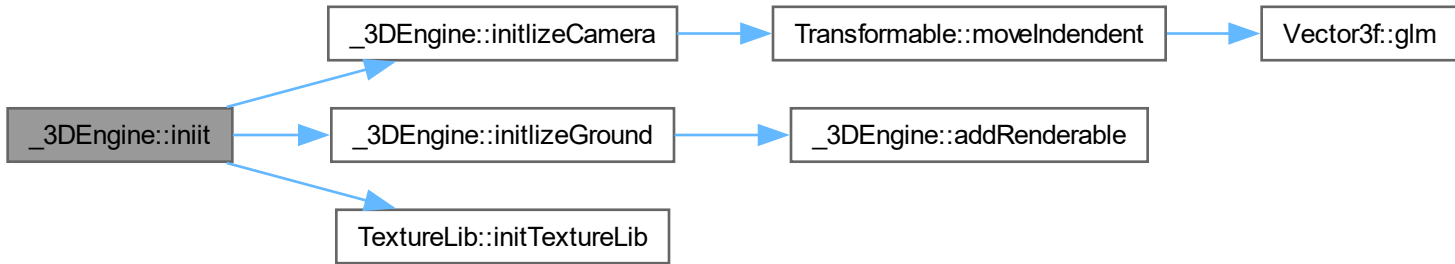 _3DEngine::initlizeCamera
Transformable::moveIndendent
Vector3f::glm
_3DEngine::iniit
_3DEngine::initlizeGround
_3DEngine::addRenderable
TextureLib::initTextureLib